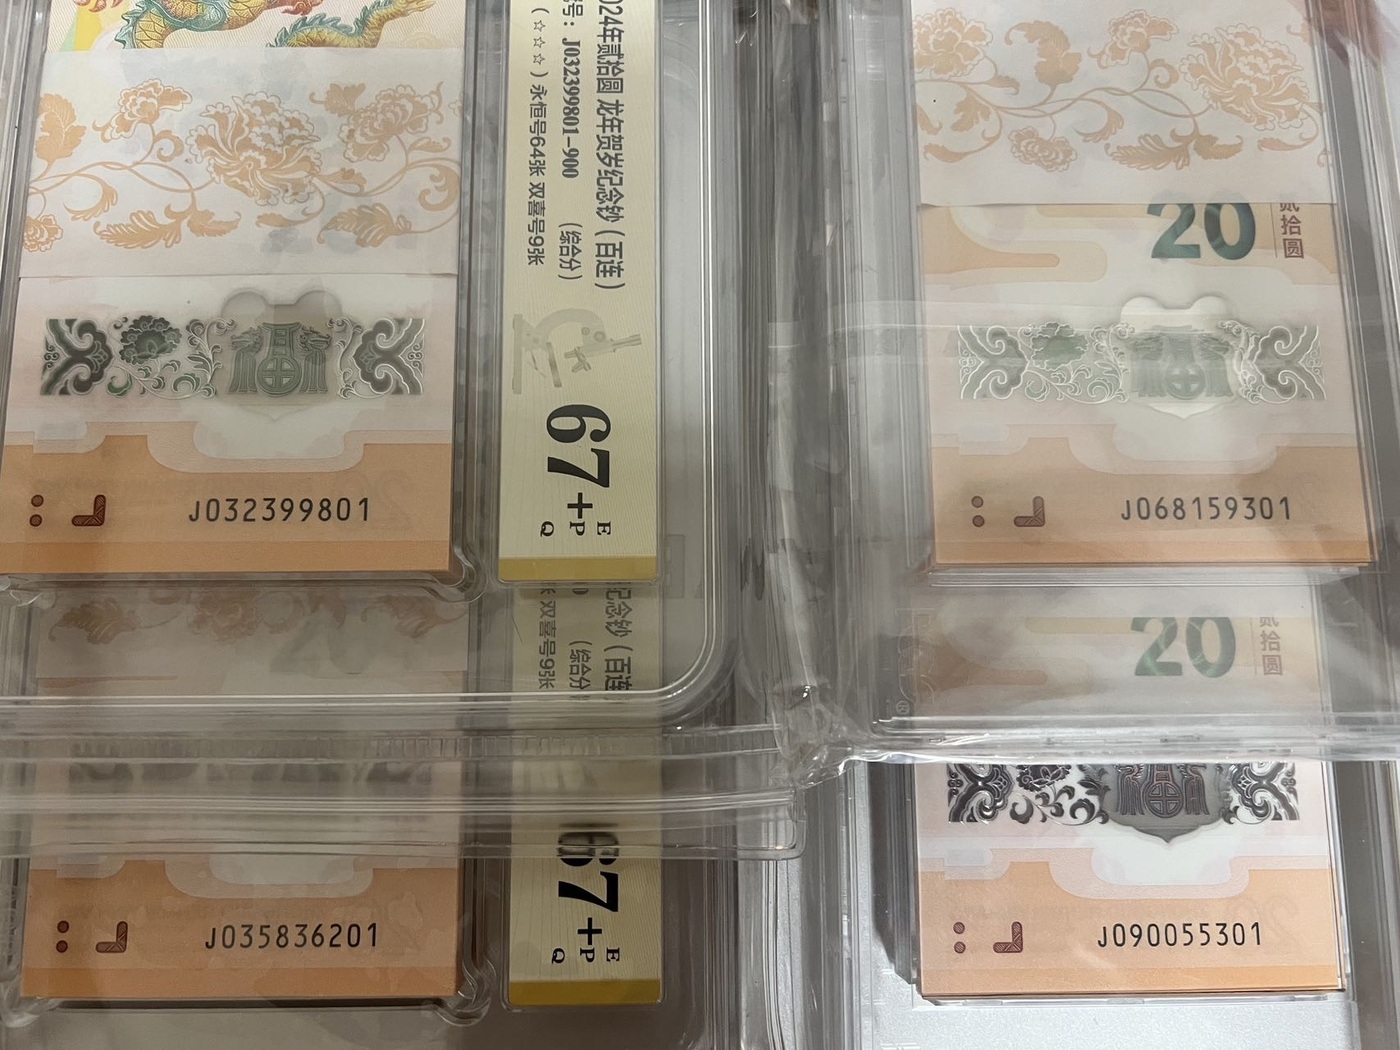 2024年贰拾圆 龙年贺岁纪念钞（百连）
号：J032399801-900 （综合分）
（☆☆☆）永恒号64张 双喜号9张
67+
E
P
Q
J032399801
20
贰拾圆
J068159301
纪念钞（百连
（综合分
双喜号9张
67+
E
P
Q
J035836201
20
贰拾圆
J090055301